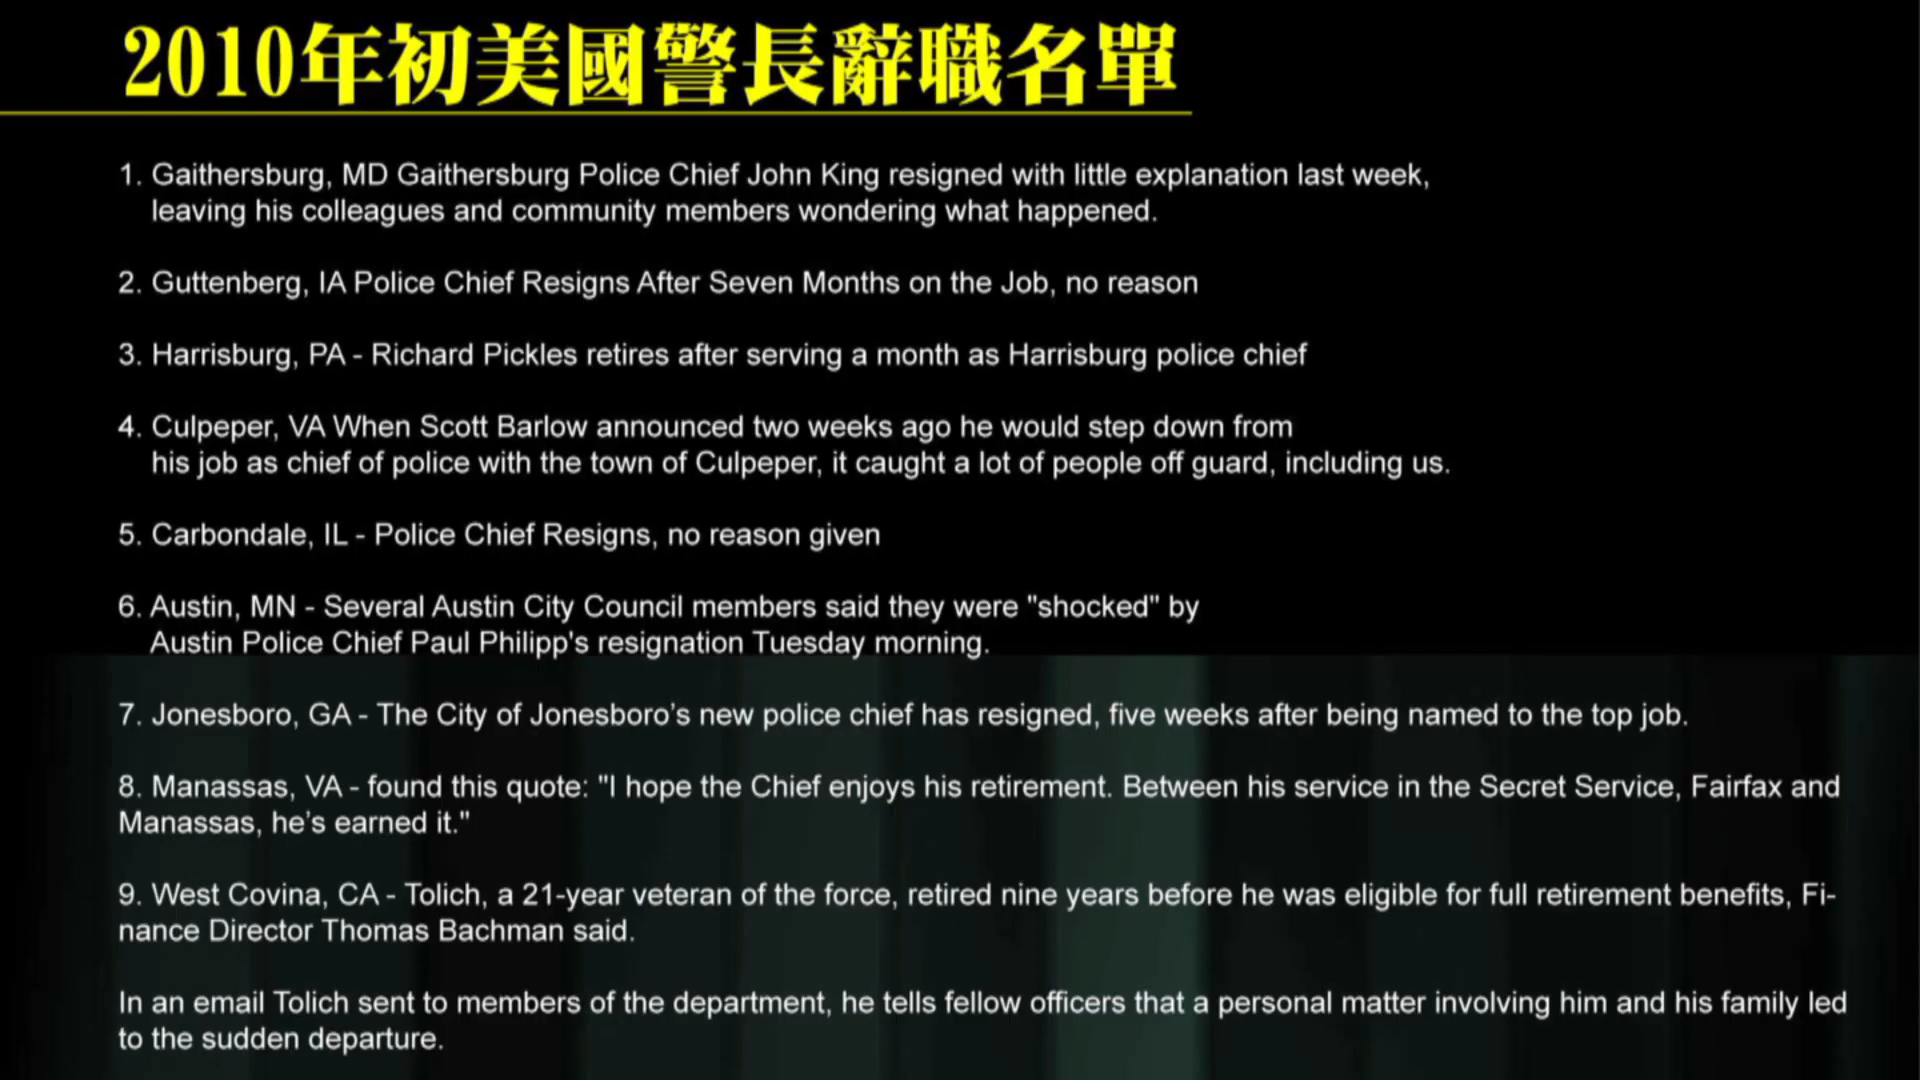 2010年初美國警長辭職名單
1. Gaithersburg, MD Gaithersburg Police Chief John King resigned with little explanation last week,
leaving his colleagues and community members wondering what happened.
2. Guttenberg, IA Police Chief Resigns After Seven Months on the Job, no reason
3. Harrisburg, PA - Richard Pickles retires after serving a month as Harrisburg police chief
4. Culpeper, VA When Scott Barlow announced two weeks ago he would step down from
his job as chief of police with the town of Culpeper, it caught a lot of people off guard, including us.
5. Carbondale, IL - Police Chief Resigns, no reason given
6. Austin, MN - Several Austin City Council members said they were "shocked" by
Austin Police Chief Paul Philipp's resignation Tuesday morning.
7. Jonesboro, GA - The City of Jonesboro’s new police chief has resigned, five weeks after being named to the top job.
8. Manassas, VA - found this quote: "I hope the Chief enjoys his retirement. Between his service in the Secret Service, Fairfax and
Manassas, he’s earned it."
9. West Covina, CA - Tolich, a 21-year veteran of the force, retired nine years before he was eligible for full retirement benefits, Fi-
nance Director Thomas Bachman said.
In an email Tolich sent to members of the department, he tells fellow officers that a personal matter involving him and his family led
to the sudden departure.